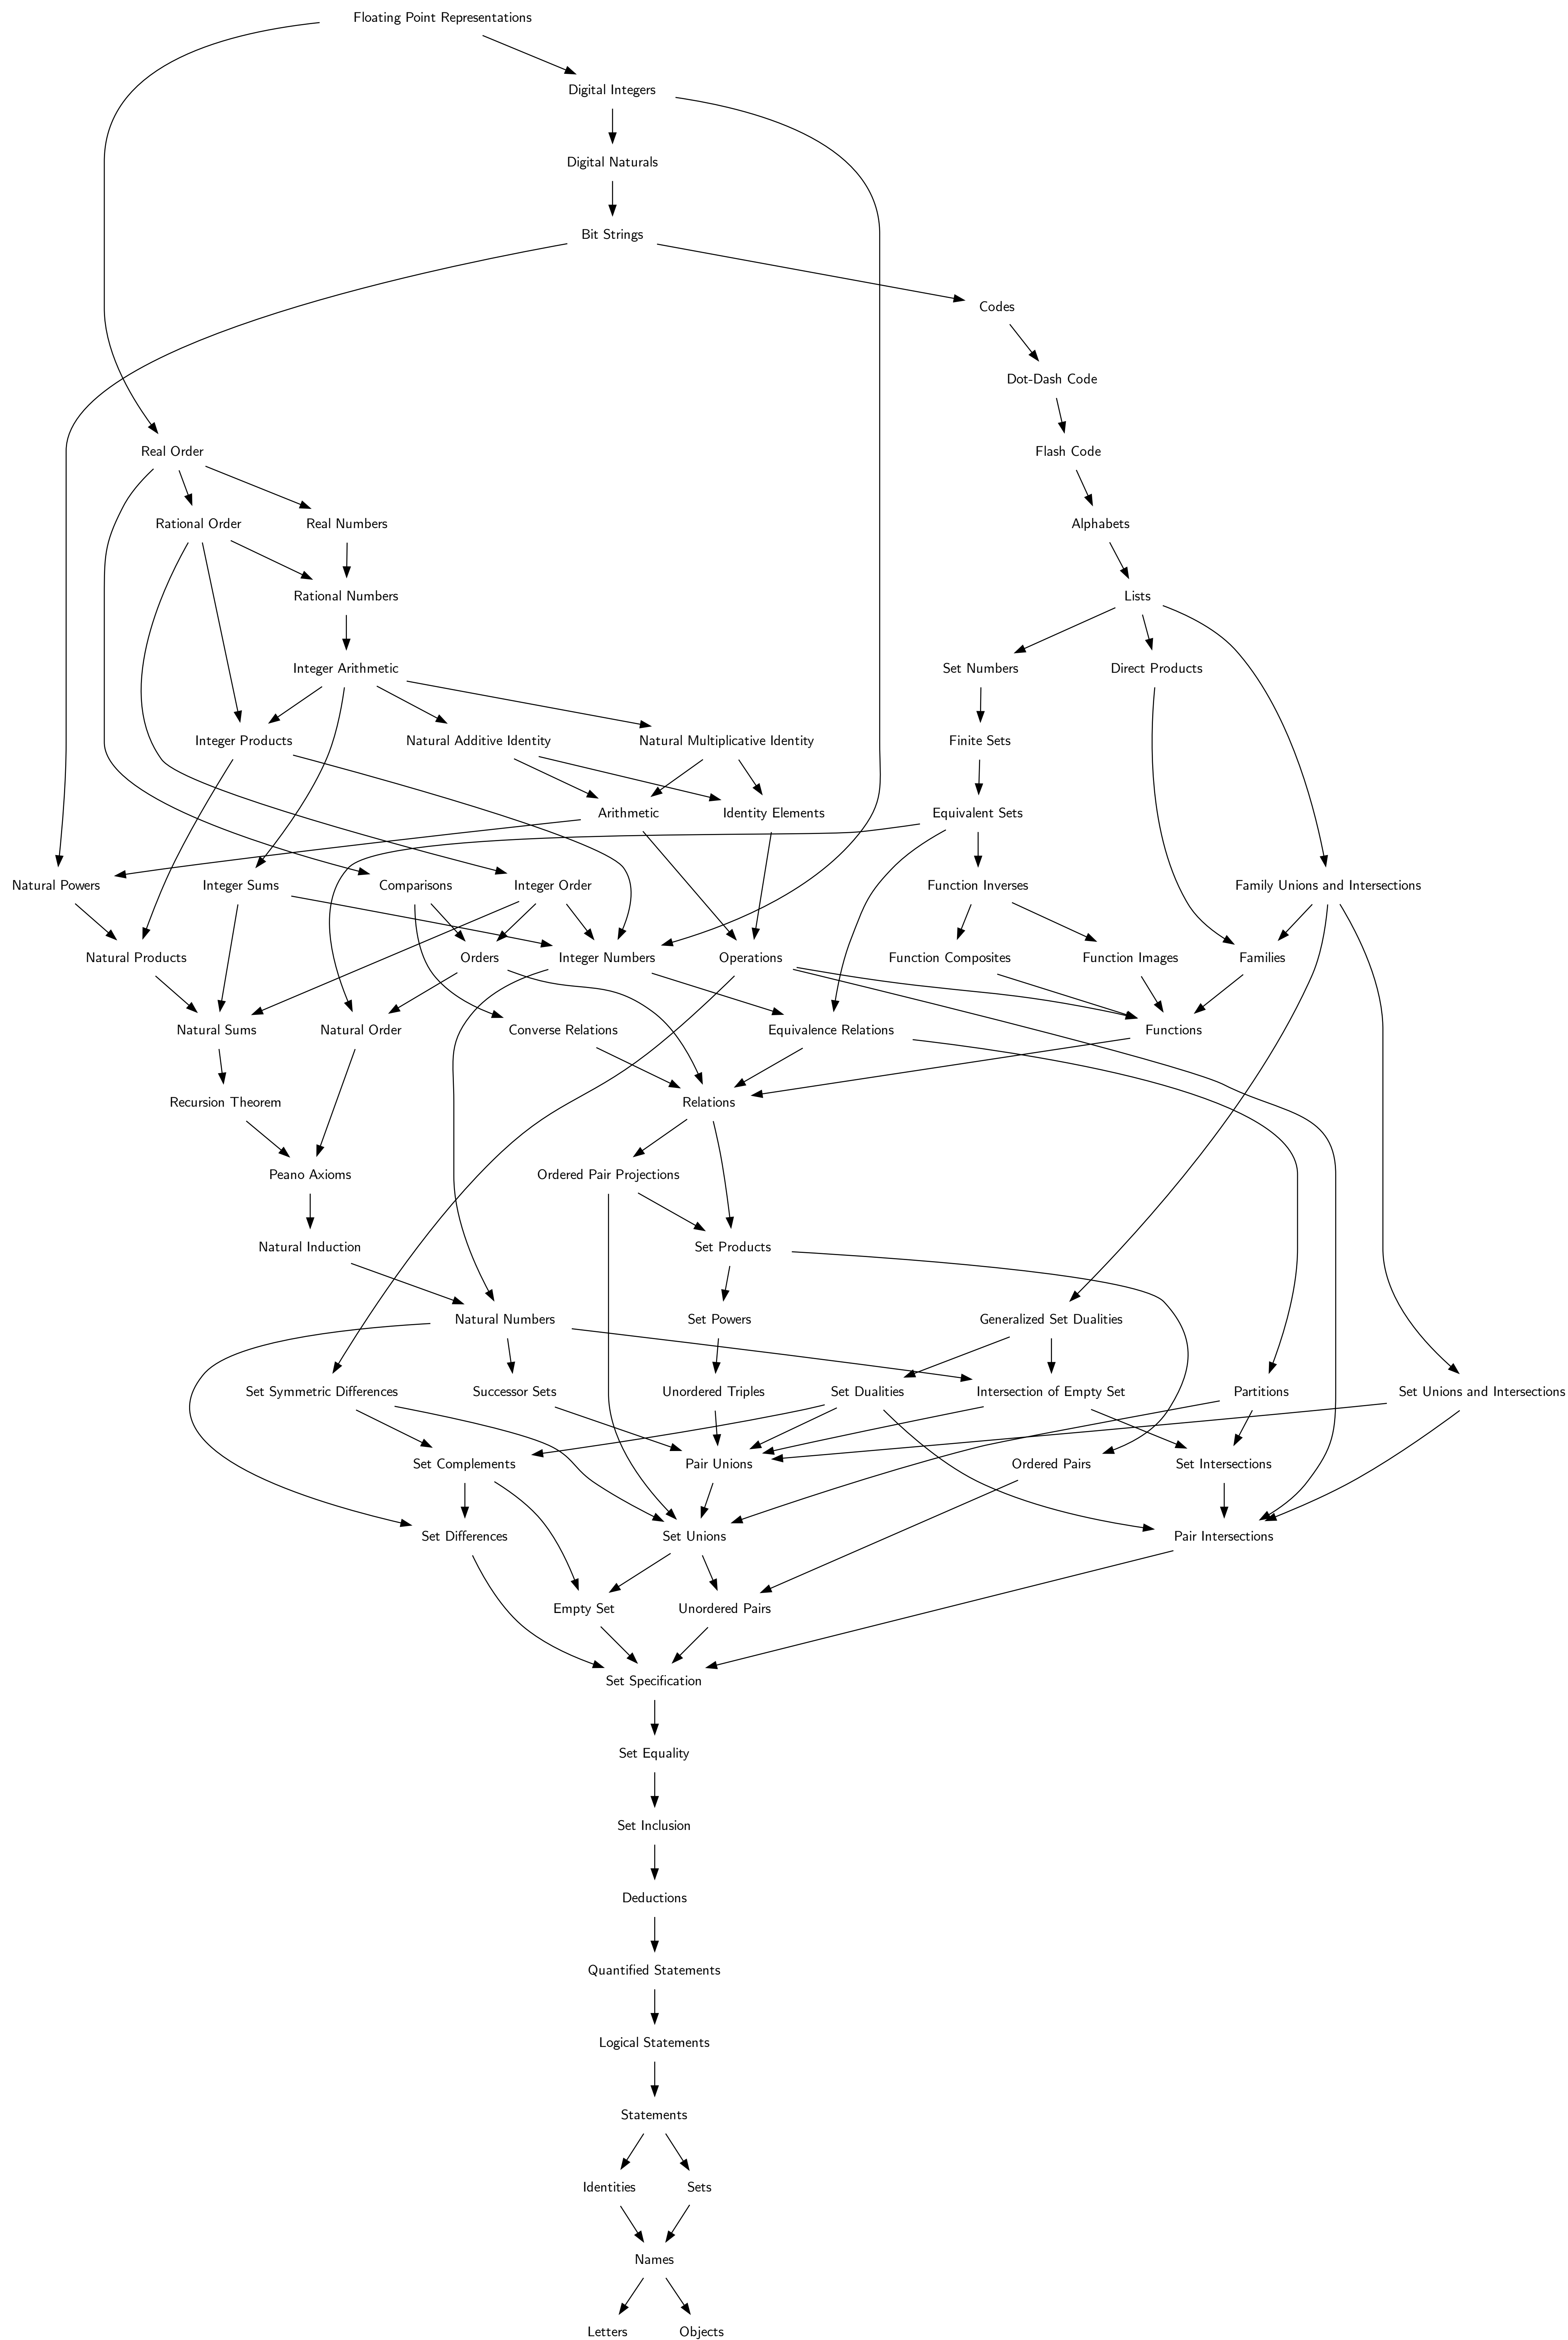 Floating Point Representations
Digital Integers
Digital Naturals
Bit Strings
Codes
Dot-Dash Code
Real Order
Flash Code
Rational Order
Real Numbers
Alphabets
Rational Numbers
Lists
Integer Arithmetic
Set Numbers
Direct Products
Integer Products
Natural Additive Identity
Natural Multiplicative Identity
Finite Sets
Arithmetic
Identity Elements
Equivalent Sets
Natural Powers
Integer Sums
Comparisons
Integer Order
Function Inverses
Family Unions and Intersections
Natural Products
Orders
Integer Numbers
Operations
Function Composites
Function Images
Families
Natural Sums
Natural Order
Converse Relations
Equivalence Relations
Functions
Recursion Theorem
Relations
Peano Axioms
Ordered Pair Projections
Natural Induction
Set Products
Natural Numbers
Set Powers
Generalized Set Dualities
Set Symmetric Differences
Successor Sets
Unordered Triples
Set Dualities
Intersection of Empty Set
Partitions
Set Unions and Intersections
Set Complements
Pair Unions
Ordered Pairs
Set Intersections
Set Differences
Set Unions
Pair Intersections
Empty Set
Unordered Pairs
Set Specification
Set Equality
Set Inclusion
Deductions
Quantified Statements
Logical Statements
Statements
Identities
Sets
Names
Letters
Objects